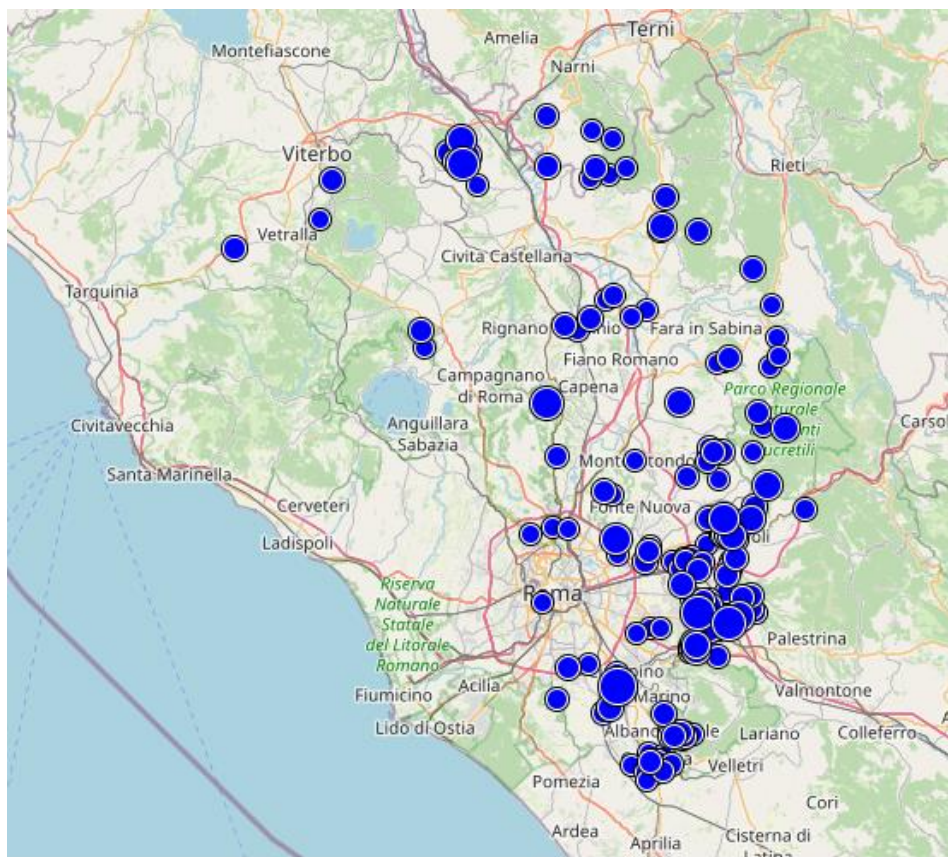 Terni
Amelia
Montefiascone
Narni
Viterbo
Rieti
Vetralla
Civita Castellana
Tarquinia
Fara in Sabina
Fiano Romano
Campagnano
di Roma
Capena
Parco Regionale
Anguillara
Sabazia
Civitavecchia
Santa Marinella
Cerveteri
Fonte Nuova
Ladispoli
Riserva
Naturale
Statale
del Litorale
Romano
Roma
Palestrina
Fiumicino
Acilia
Marino
Valmontone
Lido di Ostia
Lariano
Colleferro
Velletri
Pomezia
Cori
Ardea
Aprilia
Cisterna di